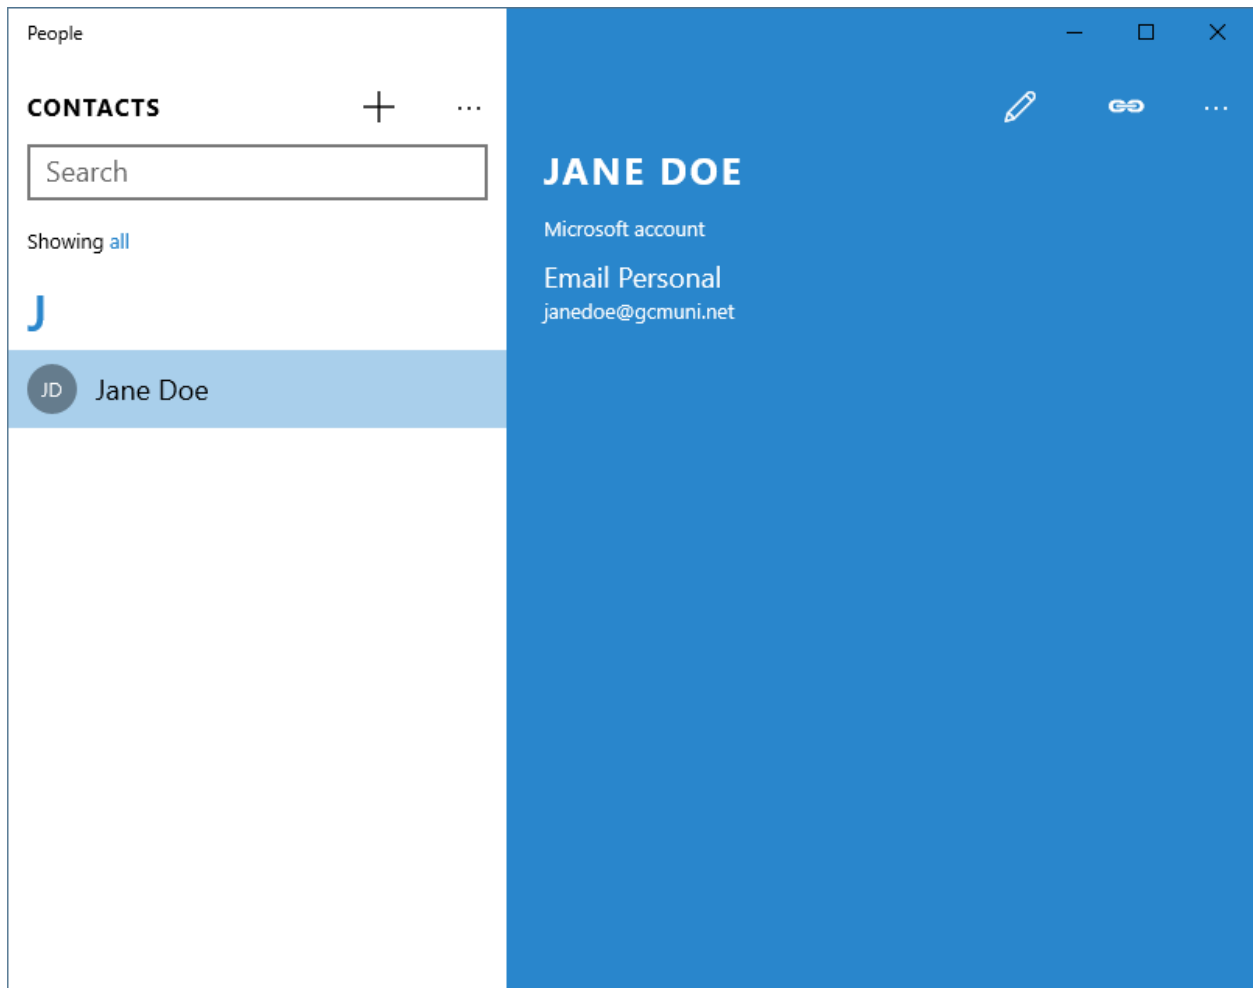 People
CONTACTS
Search
Showing all
J
JD Jane Doe
JANE DOE
Microsoft account
Email Personal
janedoe@gcmuni.net